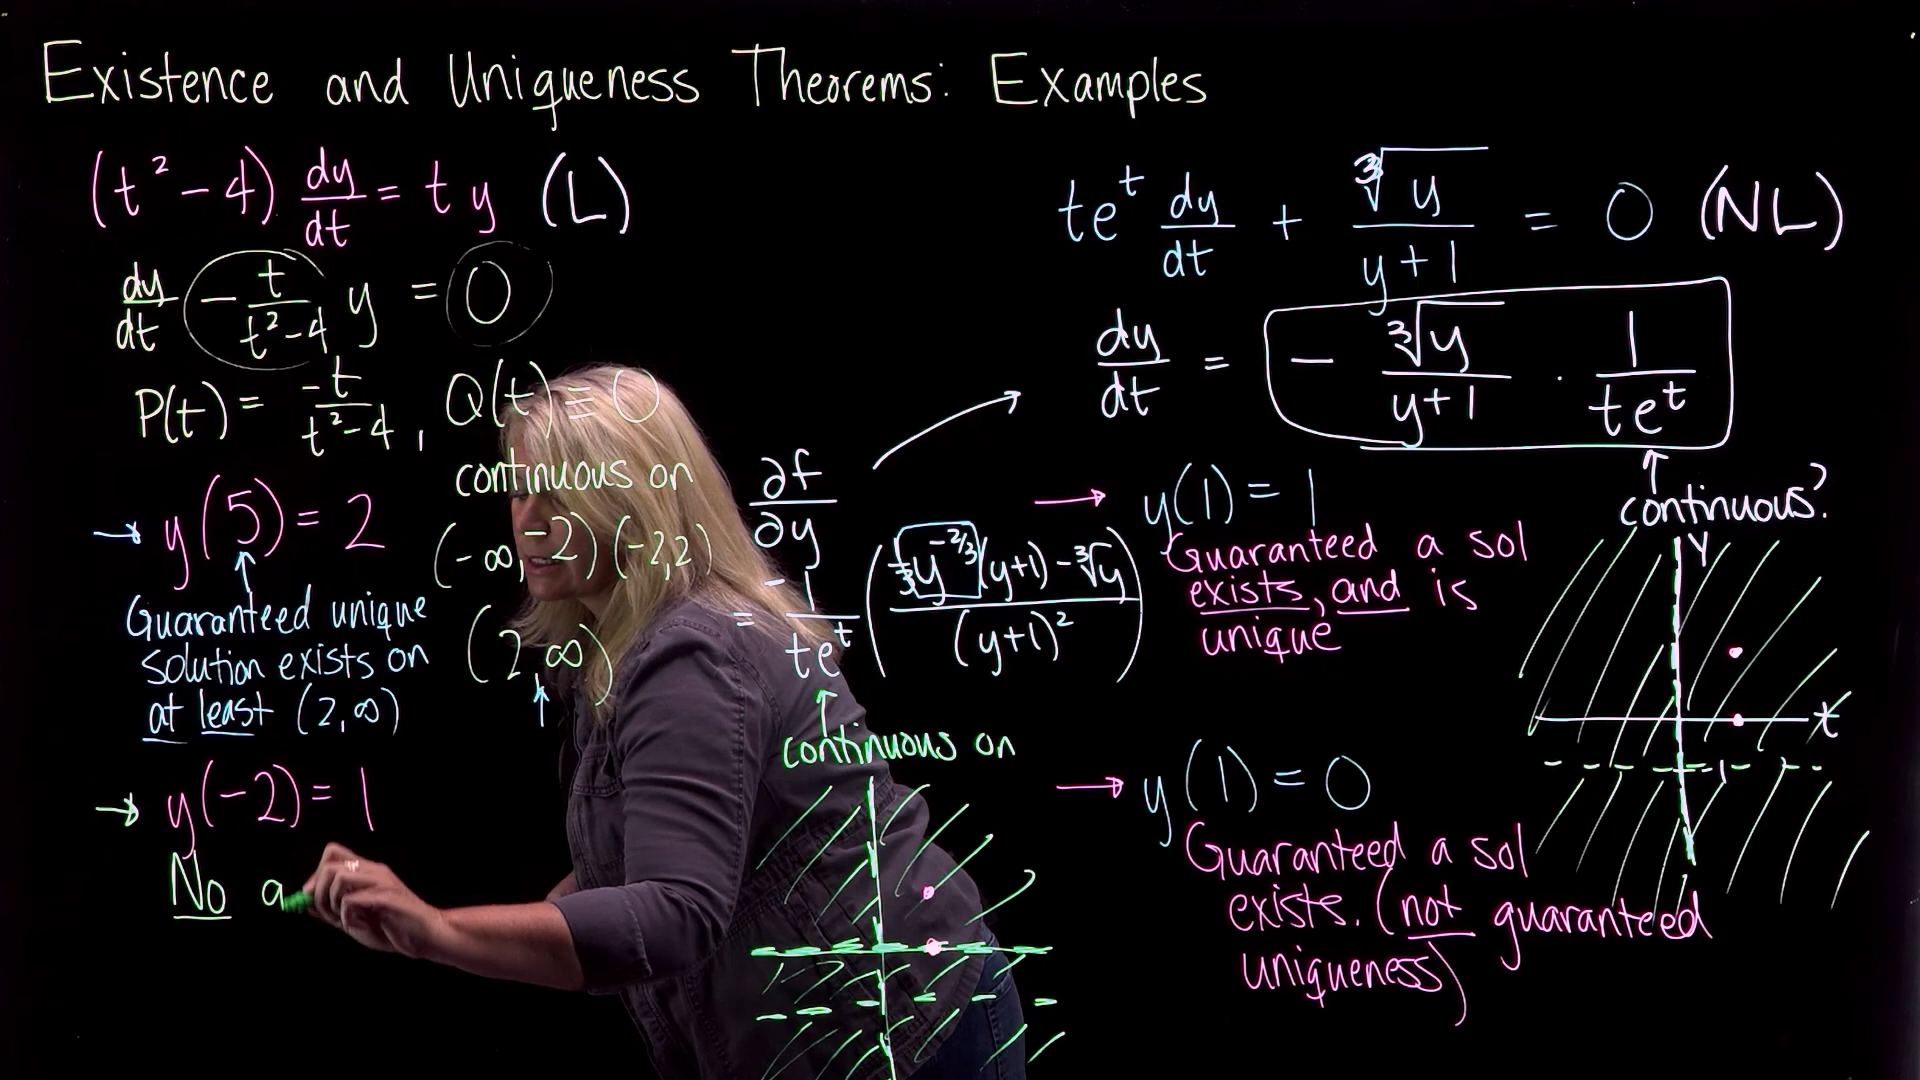 Existence and Uniqueness Theorems: Examples
(t² - 4) dy/dt = ty (L)
dy/dt - t/(t²-4) y = 0
P(t) = -t/(t²-4), Q(t) ≡ 0
continuous on
(-∞,-2) (-2,2)
(2,∞)
→ y(5) = 2
Guaranteed unique
solution exists on
at least (2,∞)
→ y(-2) = 1
No a
te^t dy/dt + ∛y/(y+1) = 0 (NL)
dy/dt = - ∛y/(y+1) · 1/(te^t)
continuous?
∂f/∂y
= -1/(te^t) ( (⅓y^(-2/3)(y+1) - ∛y)/(y+1)² )
continuous on
→ y(1) = 1
Guaranteed a sol
exists, and is
unique
y
t
→ y(1) = 0
Guaranteed a sol
exists. (not guaranteed
uniqueness)